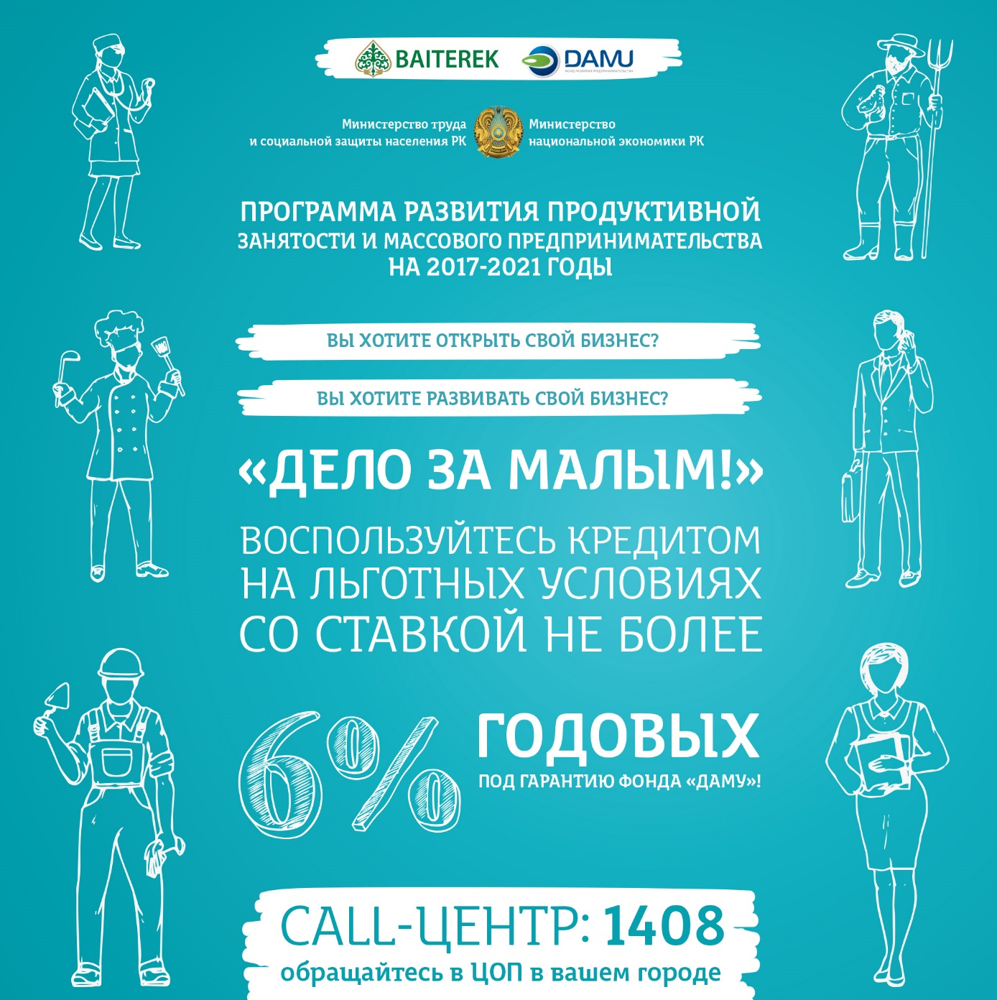 BAITEREK DAMU
ФОНД РАЗВИТИЯ ПРЕДПРИНИМАТЕЛЬСТВА
Министерство труда
и социальной защиты населения РК
Министерство
национальной экономики РК
ПРОГРАММА РАЗВИТИЯ ПРОДУКТИВНОЙ
ЗАНЯТОСТИ И МАССОВОГО ПРЕДПРИНИМАТЕЛЬСТВА
НА 2017-2021 ГОДЫ
ВЫ ХОТИТЕ ОТКРЫТЬ СВОЙ БИЗНЕС?
ВЫ ХОТИТЕ РАЗВИВАТЬ СВОЙ БИЗНЕС?
«ДЕЛО ЗА МАЛЫМ!»
ВОСПОЛЬЗУЙТЕСЬ КРЕДИТОМ
НА ЛЬГОТНЫХ УСЛОВИЯХ
СО СТАВКОЙ НЕ БОЛЕЕ
6% ГОДОВЫХ
ПОД ГАРАНТИЮ ФОНДА «ДАМУ»!
CALL-ЦЕНТР: 1408
обращайтесь в ЦОП в вашем городе